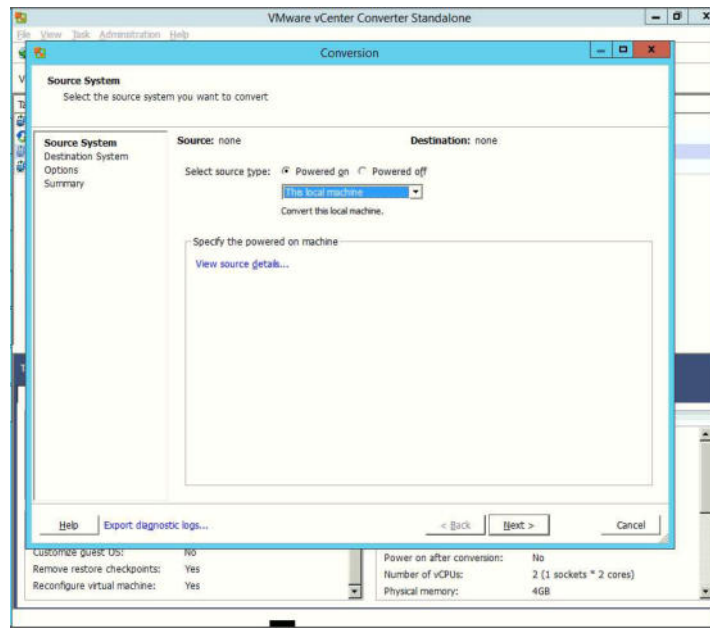 VMware vCenter Converter Standalone
File View Task Administration Help
Conversion
Source System
Select the source system you want to convert
Source System
Destination System
Options
Summary
Source: none Destination: none
Select source type: Powered on Powered off
This local machine
Convert this local machine.
Specify the powered on machine
View source details...
Help Export diagnostic logs... < Back Next > Cancel
Customize guest OS: No
Remove restore checkpoints: Yes
Reconfigure virtual machine: Yes
Power on after conversion: No
Number of vCPUs: 2 (1 sockets * 2 cores)
Physical memory: 4GB